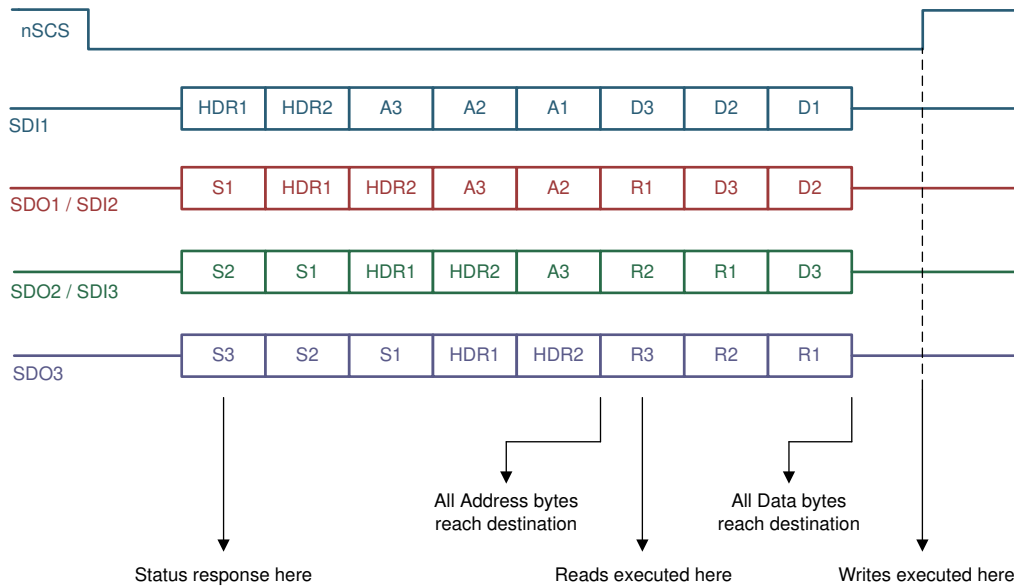 nSCS
HDR1 HDR2 A3 A2 A1 D3 D2 D1
SDI1
S1 HDR1 HDR2 A3 A2 R1 D3 D2
SDO1 / SDI2
S2 S1 HDR1 HDR2 A3 R2 R1 D3
SDO2 / SDI3
S3 S2 S1 HDR1 HDR2 R3 R2 R1
SDO3
All Address bytes
reach destination
All Data bytes
reach destination
Status response here
Reads executed here
Writes executed here